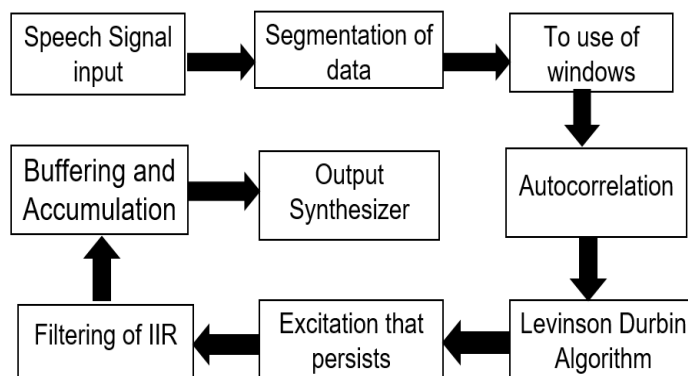 Speech Signal
input
Segmentation of
data
To use of
windows
Autocorrelation
Levinson Durbin
Algorithm
Excitation that
persists
Filtering of IIR
Buffering and
Accumulation
Output
Synthesizer